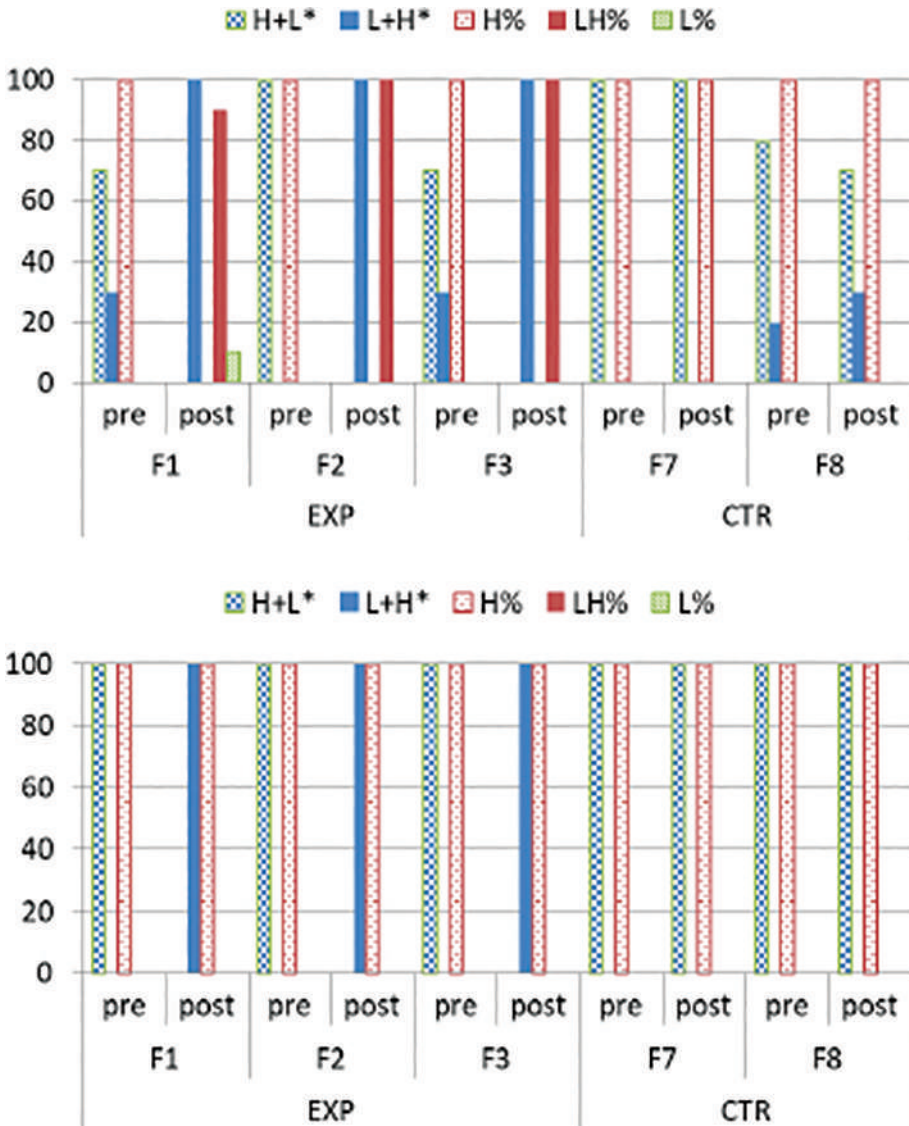 H+L* L+H* H% LH% L%
100
80
60
40
20
0
pre post pre post pre post pre post pre post
F1 F2 F3 F7 F8
EXP CTR
H+L* L+H* H% LH% L%
100
80
60
40
20
0
pre post pre post pre post pre post pre post
F1 F2 F3 F7 F8
EXP CTR